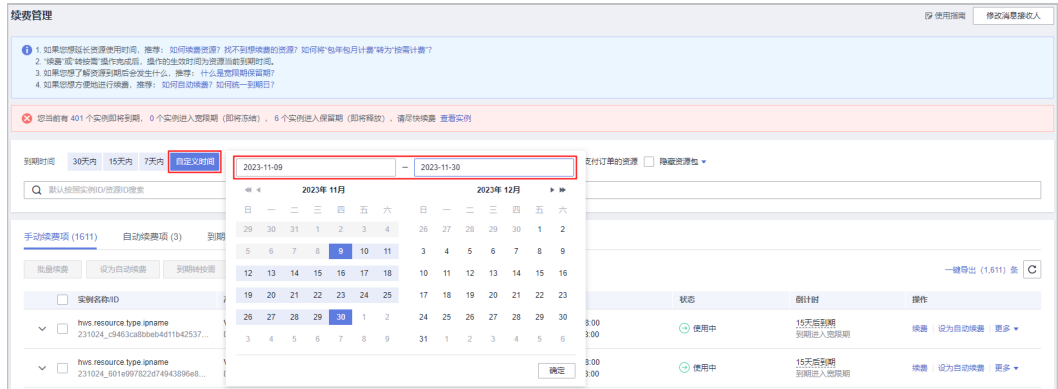 续费管理 使用指南 修改消息接收人
1. 如果您想延长资源使用时间，推荐： 如何续费资源？找不到想续费的资源？如何将“包年包月计费”转为“按需计费”？
2. “续费”或“转按需”操作完成后，操作的生效时间为资源当前到期时间。
3. 如果您想了解资源到期后会发生什么，推荐： 什么是宽限期保留期？
4. 如果您想方便地进行续费，推荐： 如何自动续费？如何统一到期日？
您当前有 401 个实例即将到期， 0 个实例进入宽限期（即将冻结）， 6 个实例进入保留期（即将释放），请尽快续费 查看实例
到期时间 30天内 15天内 7天内 自定义时间 2023-11-09 – 2023-11-30 支付订单的资源 隐藏资源包
默认按照实例ID/资源ID搜索
2023年 11月 2023年 12月
日 一 二 三 四 五 六 日 一 二 三 四 五 六
29 30 31 1 2 3 4 26 27 28 29 30 1 2
手动续费项 (1611) 自动续费项 (3) 到期
5 6 7 8 9 10 11 3 4 5 6 7 8 9
批量续费 设为自动续费 到期转按需 12 13 14 15 16 17 18 10 11 12 13 14 15 16 一键导出 (1,611) 条
19 20 21 22 23 24 25 17 18 19 20 21 22 23
实例名称/ID 状态 倒计时 操作
26 27 28 29 30 1 2 24 25 26 27 28 29 30
hws.resource.type.ipname 8:00 使用中 15天后到期 续费 设为自动续费 更多
231024_c9463ca8bbeb4d11b42537... 到期进入宽限期
3 4 5 6 7 8 9 31 1 2 3 4 5 6
hws.resource.type.ipname 3:00 使用中 15天后到期 续费 设为自动续费 更多
231024_601e997822d74943896e8... 到期进入宽限期
确定